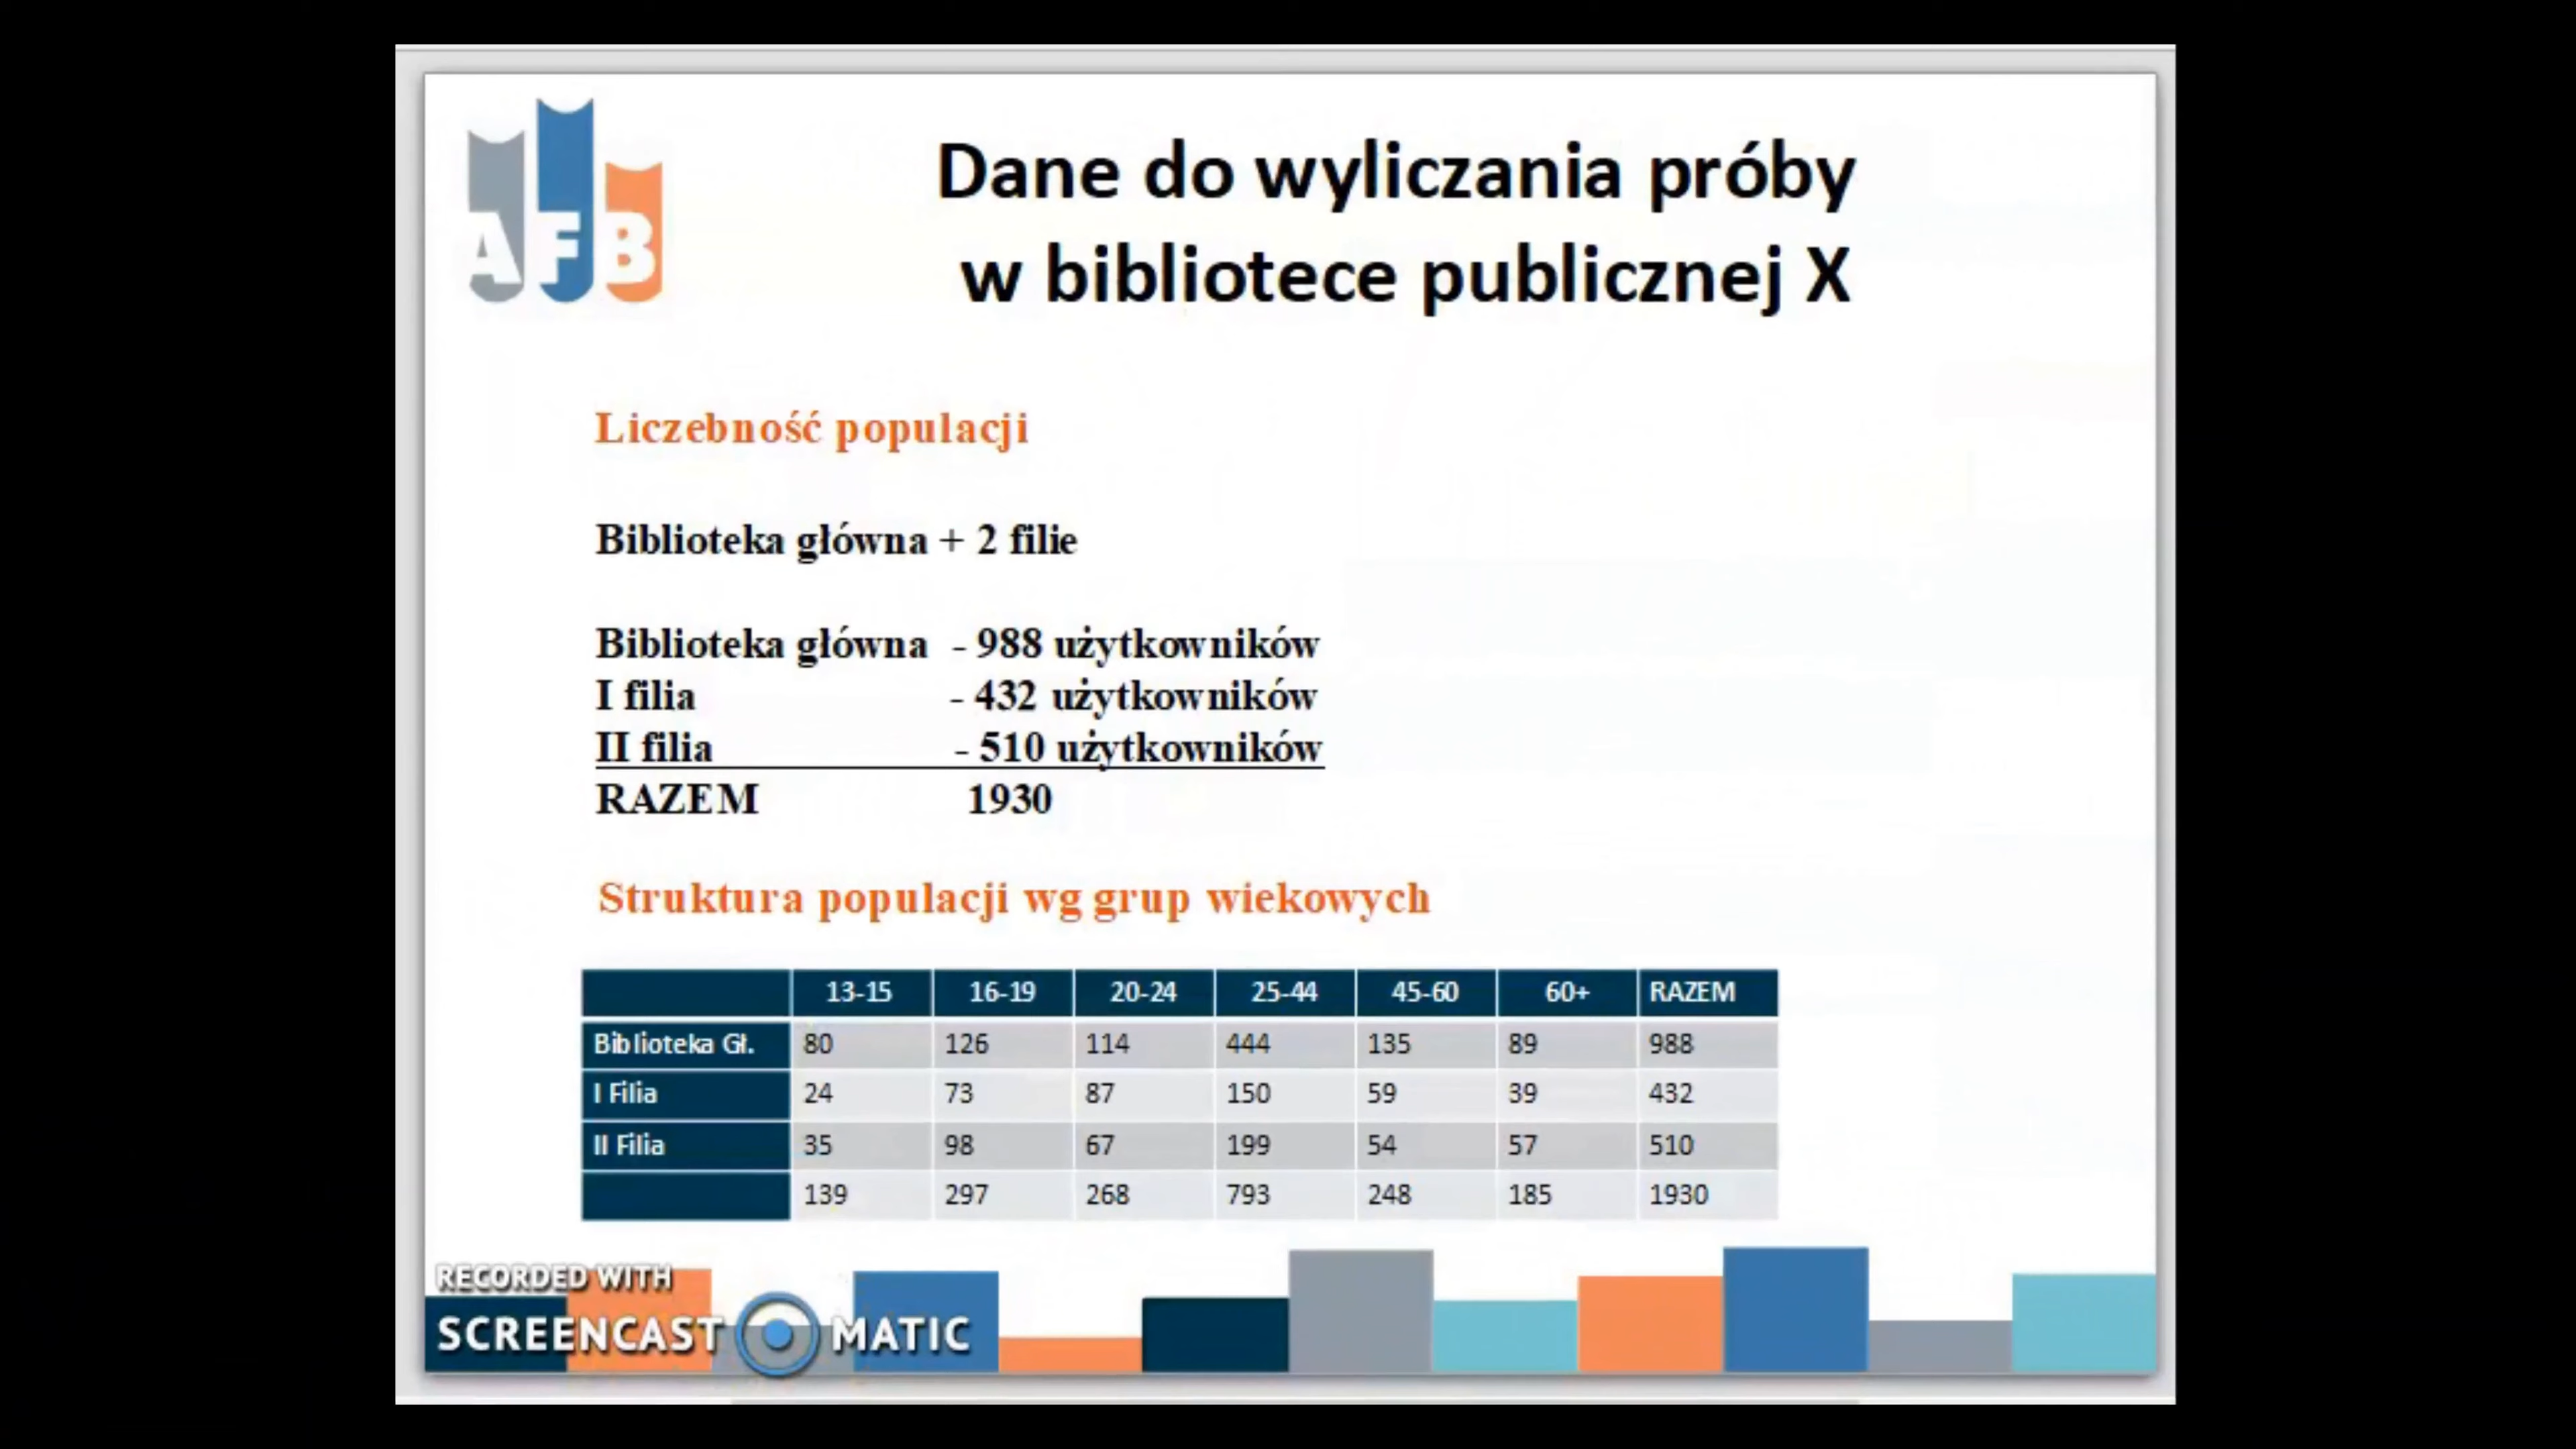 AFB
Dane do wyliczania próby
w bibliotece publicznej X
Liczebność populacji
Biblioteka główna + 2 filie
Biblioteka główna - 988 użytkowników
I filia - 432 użytkowników
II filia - 510 użytkowników
RAZEM 1930
Struktura populacji wg grup wiekowych
13-15 16-19 20-24 25-44 45-60 60+ RAZEM
Biblioteka Gł. 80 126 114 444 135 89 988
I Filia 24 73 87 150 59 39 432
II Filia 35 98 67 199 54 57 510
139 297 268 793 248 185 1930
RECORDED WITH
SCREENCAST MATIC